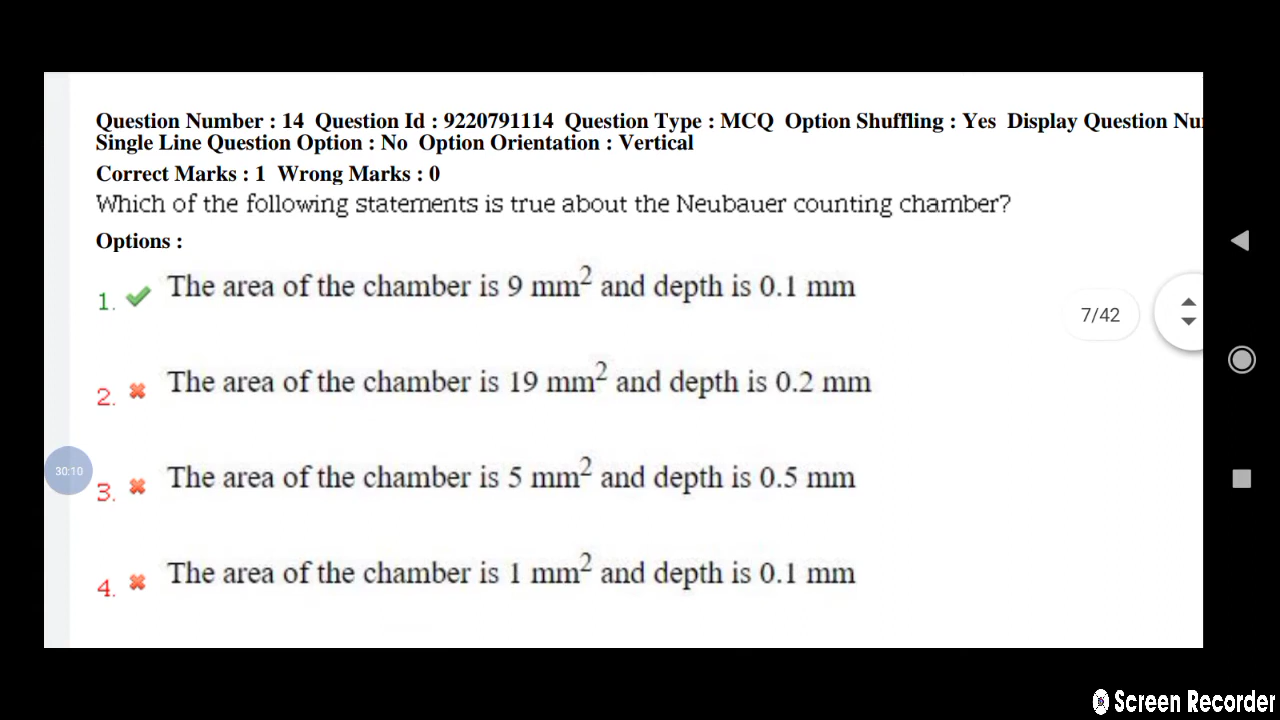 Question Number : 14 Question Id : 9220791114 Question Type : MCQ Option Shuffling : Yes Display Question Nu
Single Line Question Option : No Option Orientation : Vertical
Correct Marks : 1 Wrong Marks : 0
Which of the following statements is true about the Neubauer counting chamber?
Options :
1. The area of the chamber is 9 mm² and depth is 0.1 mm
7/42
2. The area of the chamber is 19 mm² and depth is 0.2 mm
30:10
3. The area of the chamber is 5 mm² and depth is 0.5 mm
4. The area of the chamber is 1 mm² and depth is 0.1 mm
Screen Recorder